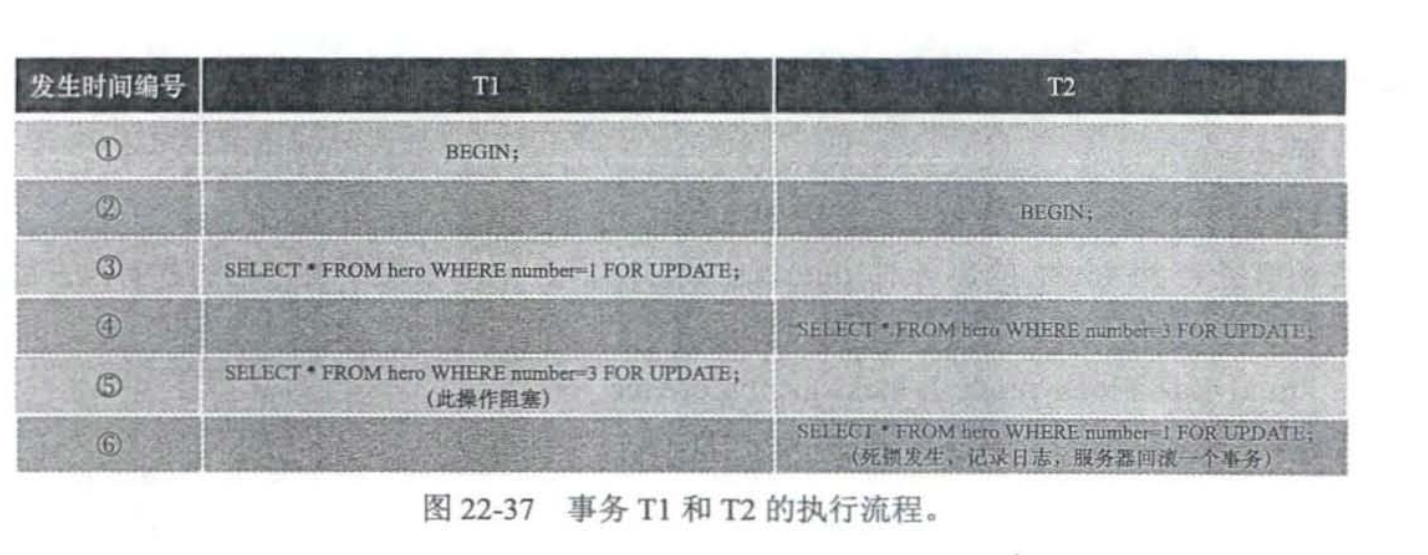 发生时间编号 T1 T2
① BEGIN;
② BEGIN;
③ SELECT * FROM hero WHERE number=1 FOR UPDATE;
④ SELECT * FROM hero WHERE number=3 FOR UPDATE;
⑤ SELECT * FROM hero WHERE number=3 FOR UPDATE;
(此操作阻塞)
⑥ SELECT * FROM hero WHERE number=1 FOR UPDATE;
(死锁发生,记录日志,服务器回滚一个事务)
图 22-37 事务 T1 和 T2 的执行流程。